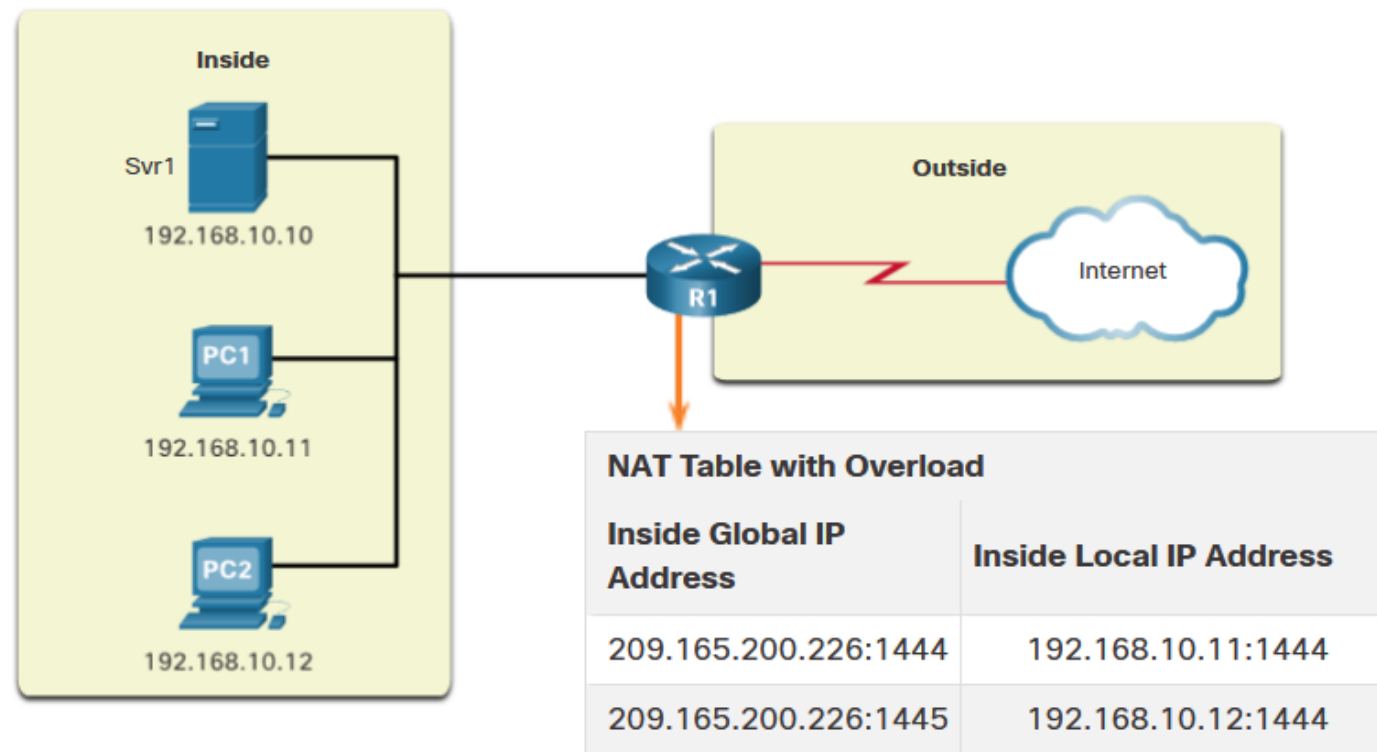 Inside
Svr1
192.168.10.10
PC1
192.168.10.11
PC2
192.168.10.12
R1
Outside
Internet
NAT Table with Overload
Inside Global IP
Address
Inside Local IP Address
209.165.200.226:1444 192.168.10.11:1444
209.165.200.226:1445 192.168.10.12:1444